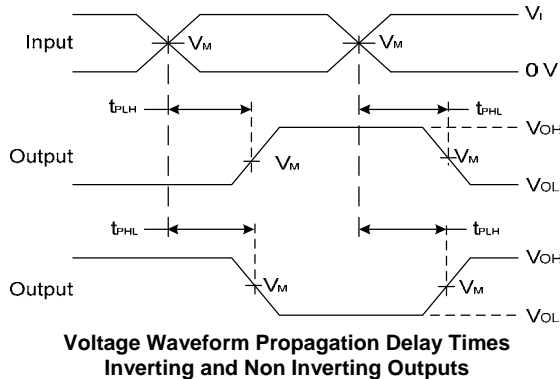 V_I
Input
V_M
V_M
0 V
t_PLH
t_PHL
V_OH
Output
V_M
V_M
V_OL
t_PHL
t_PLH
V_OH
Output
V_M
V_M
V_OL
Voltage Waveform Propagation Delay Times
Inverting and Non Inverting Outputs